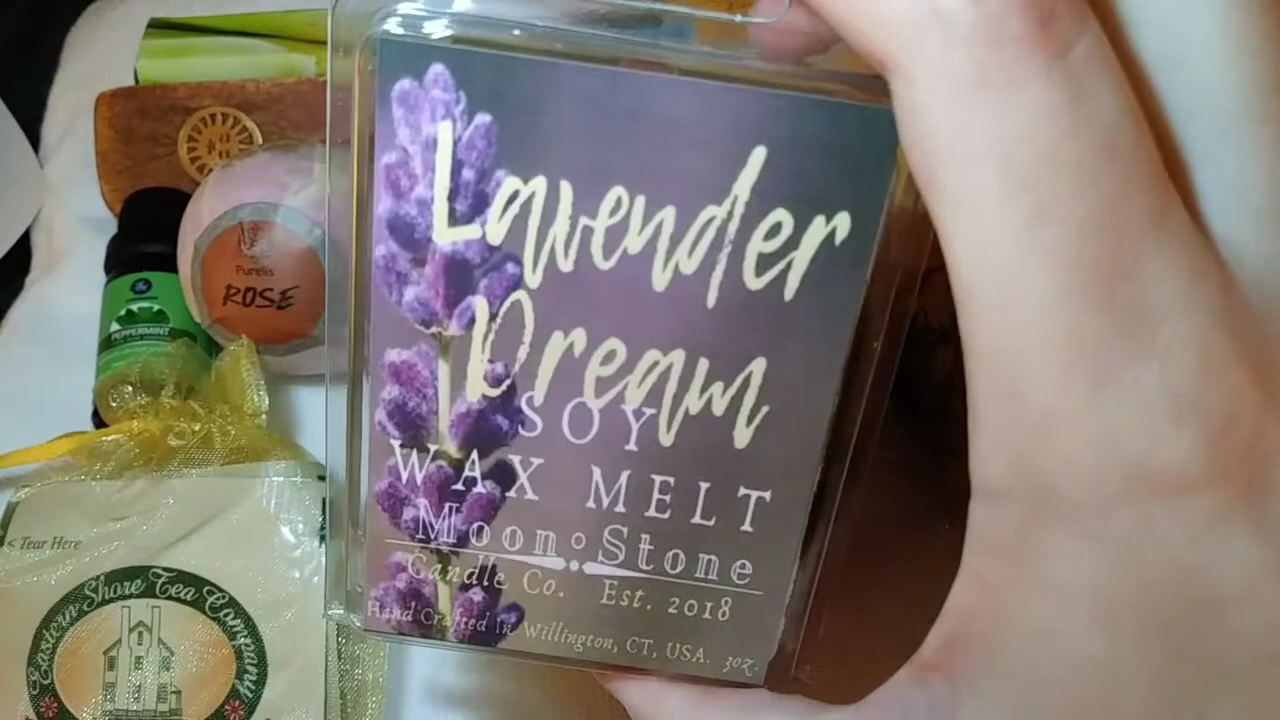 Lavender
Dream
SOY
WAX MELT
Moon Stone
Candle Co. Est. 2018
Hand Crafted in Willington, CT, USA. 3oz.
Purelis
ROSE
PEPPERMINT
< Tear Here
Eastern Shore Tea Company